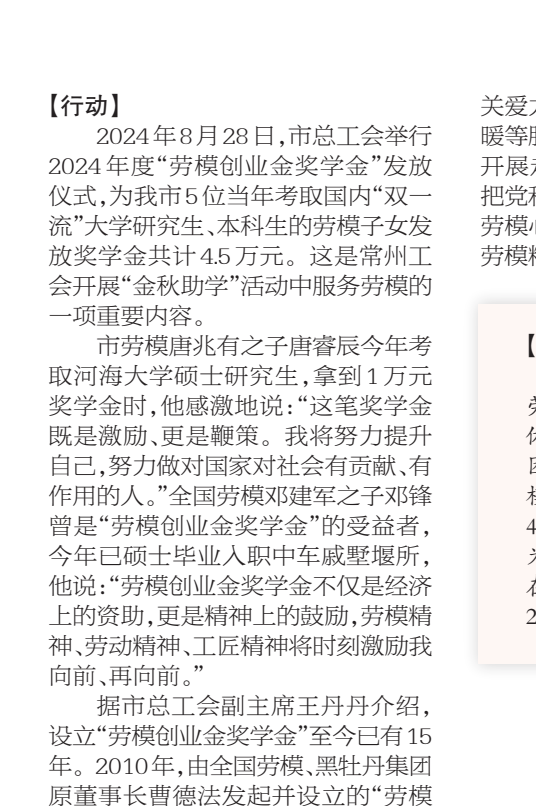 【行动】
2024年8月28日，市总工会举行
2024年度“劳模创业金奖学金”发放
仪式，为我市5位当年考取国内“双一
流”大学研究生、本科生的劳模子女发
放奖学金共计4.5万元。这是常州工
会开展“金秋助学”活动中服务劳模的
一项重要内容。
市劳模唐兆有之子唐睿辰今年考
取河海大学硕士研究生，拿到1万元
奖学金时，他感激地说：“这笔奖学金
既是激励、更是鞭策。我将努力提升
自己，努力做对国家对社会有贡献、有
作用的人。”全国劳模邓建军之子邓锋
曾是“劳模创业金奖学金”的受益者，
今年已硕士毕业入职中车戚墅堰所，
他说：“劳模创业金奖学金不仅是经济
上的资助，更是精神上的鼓励，劳模精
神、劳动精神、工匠精神将时刻激励我
向前、再向前。”
据市总工会副主席王丹丹介绍，
设立“劳模创业金奖学金”至今已有15
年。2010年，由全国劳模、黑牡丹集团
原董事长曹德法发起并设立的“劳模
关爱
暖等
开展
把党
劳模
劳模
【
4
2